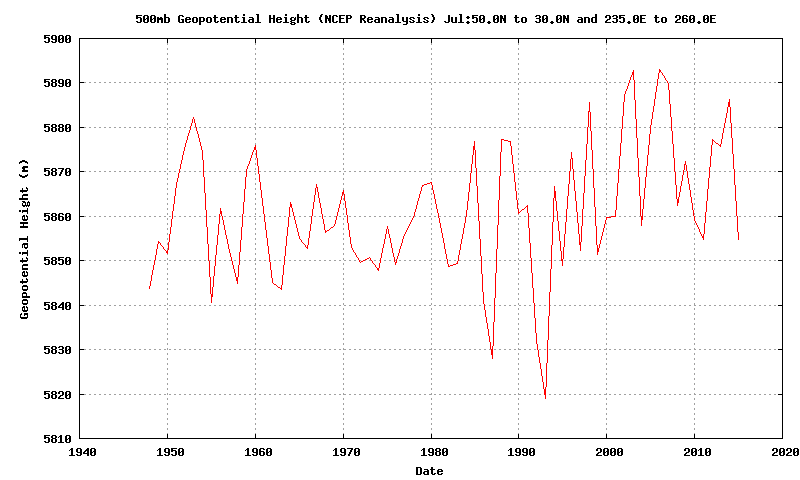 500mb Geopotential Height (NCEP Reanalysis) Jul:50.0N to 30.0N and 235.0E to 260.0E
5900
5890
5880
5870
5860
5850
5840
5830
5820
5810
Geopotential Height (m)
1940 1950 1960 1970 1980 1990 2000 2010 2020
Date